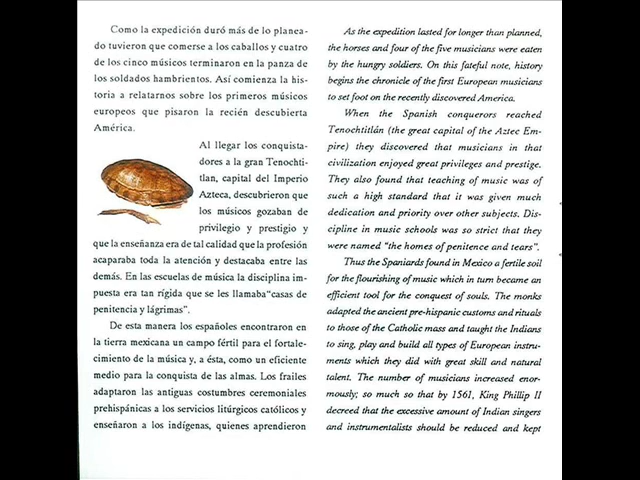 Como la expedición duró más de lo planea-
do tuvieron que comerse a los caballos y cuatro
de los cinco músicos terminaron en la panza de
los soldados hambrientos. Así comienza la his-
toria a relatarnos sobre los primeros músicos
europeos que pisaron la recién descubierta
América.
Al llegar los conquista-
dores a la gran Tenochti-
tlan, capital del Imperio
Azteca, descubrieron que
los músicos gozaban de
privilegio y prestigio y
que la enseñanza era de tal calidad que la profesión
acaparaba toda la atención y destacaba entre las
demás. En las escuelas de música la disciplina im-
puesta era tan rígida que se les llamaba"casas de
penitencia y lágrimas".
De esta manera los españoles encontraron en
la tierra mexicana un campo fértil para el fortale-
cimiento de la música y, a ésta, como un eficiente
medio para la conquista de las almas. Los frailes
adaptaron las antiguas costumbres ceremoniales
prehispánicas a los servicios litúrgicos católicos y
enseñaron a los indígenas, quienes aprendieron
As the expedition lasted for longer than planned,
the horses and four of the five musicians were eaten
by the hungry soldiers. On this fateful note, history
begins the chronicle of the first European musicians
to set foot on the recently discovered America.
When the Spanish conquerors reached
Tenochtitlán (the great capital of the Aztec Em-
pire) they discovered that musicians in that
civilization enjoyed great privileges and prestige.
They also found that teaching of music was of
such a high standard that it was given much
dedication and priority over other subjects. Dis-
cipline in music schools was so strict that they
were named "the homes of penitence and tears".
Thus the Spaniards found in Mexico a fertile soil
for the flourishing of music which in turn became an
efficient tool for the conquest of souls. The monks
adapted the ancient pre-hispanic customs and rituals
to those of the Catholic mass and taught the Indians
to sing, play and build all types of European instru-
ments which they did with great skill and natural
talent. The number of musicians increased enor-
mously; so much so that by 1561, King Phillip II
decreed that the excessive amount of Indian singers
and instrumentalists should be reduced and kept